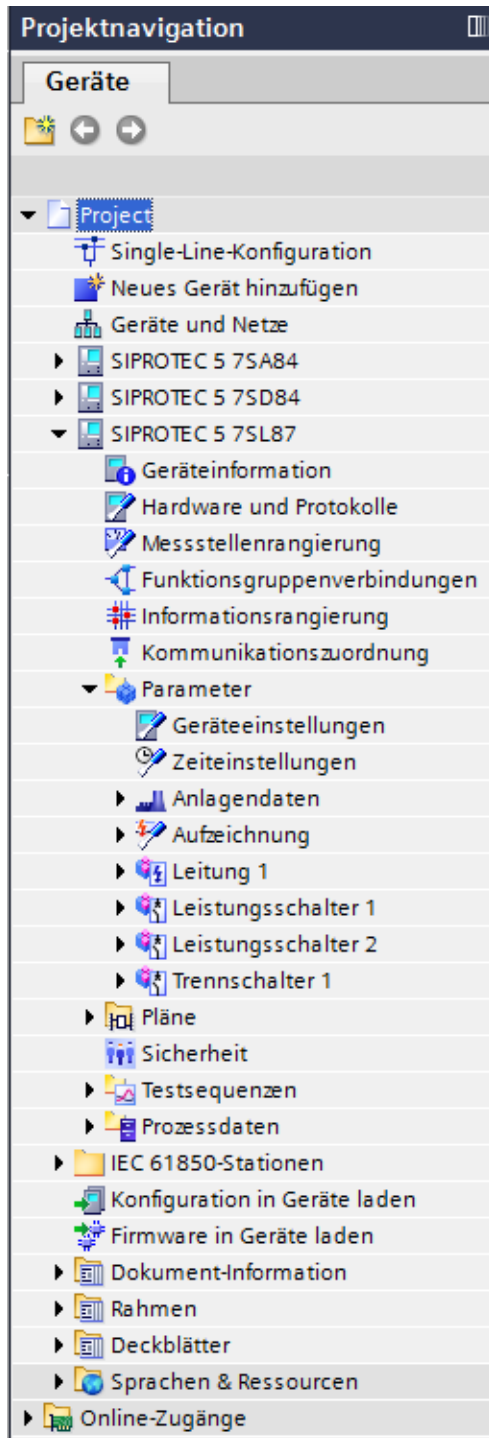 Projektnavigation
Geräte
Project
Single-Line-Konfiguration
Neues Gerät hinzufügen
Geräte und Netze
SIPROTEC 5 7SA84
SIPROTEC 5 7SD84
SIPROTEC 5 7SL87
Geräteinformation
Hardware und Protokolle
Messstellenrangierung
Funktionsgruppenverbindungen
Informationsrangierung
Kommunikationszuordnung
Parameter
Geräteeinstellungen
Zeiteinstellungen
Anlagendaten
Aufzeichnung
Leitung 1
Leistungsschalter 1
Leistungsschalter 2
Trennschalter 1
Pläne
Sicherheit
Testsequenzen
Prozessdaten
IEC 61850-Stationen
Konfiguration in Geräte laden
Firmware in Geräte laden
Dokument-Information
Rahmen
Deckblätter
Sprachen & Ressourcen
Online-Zugänge